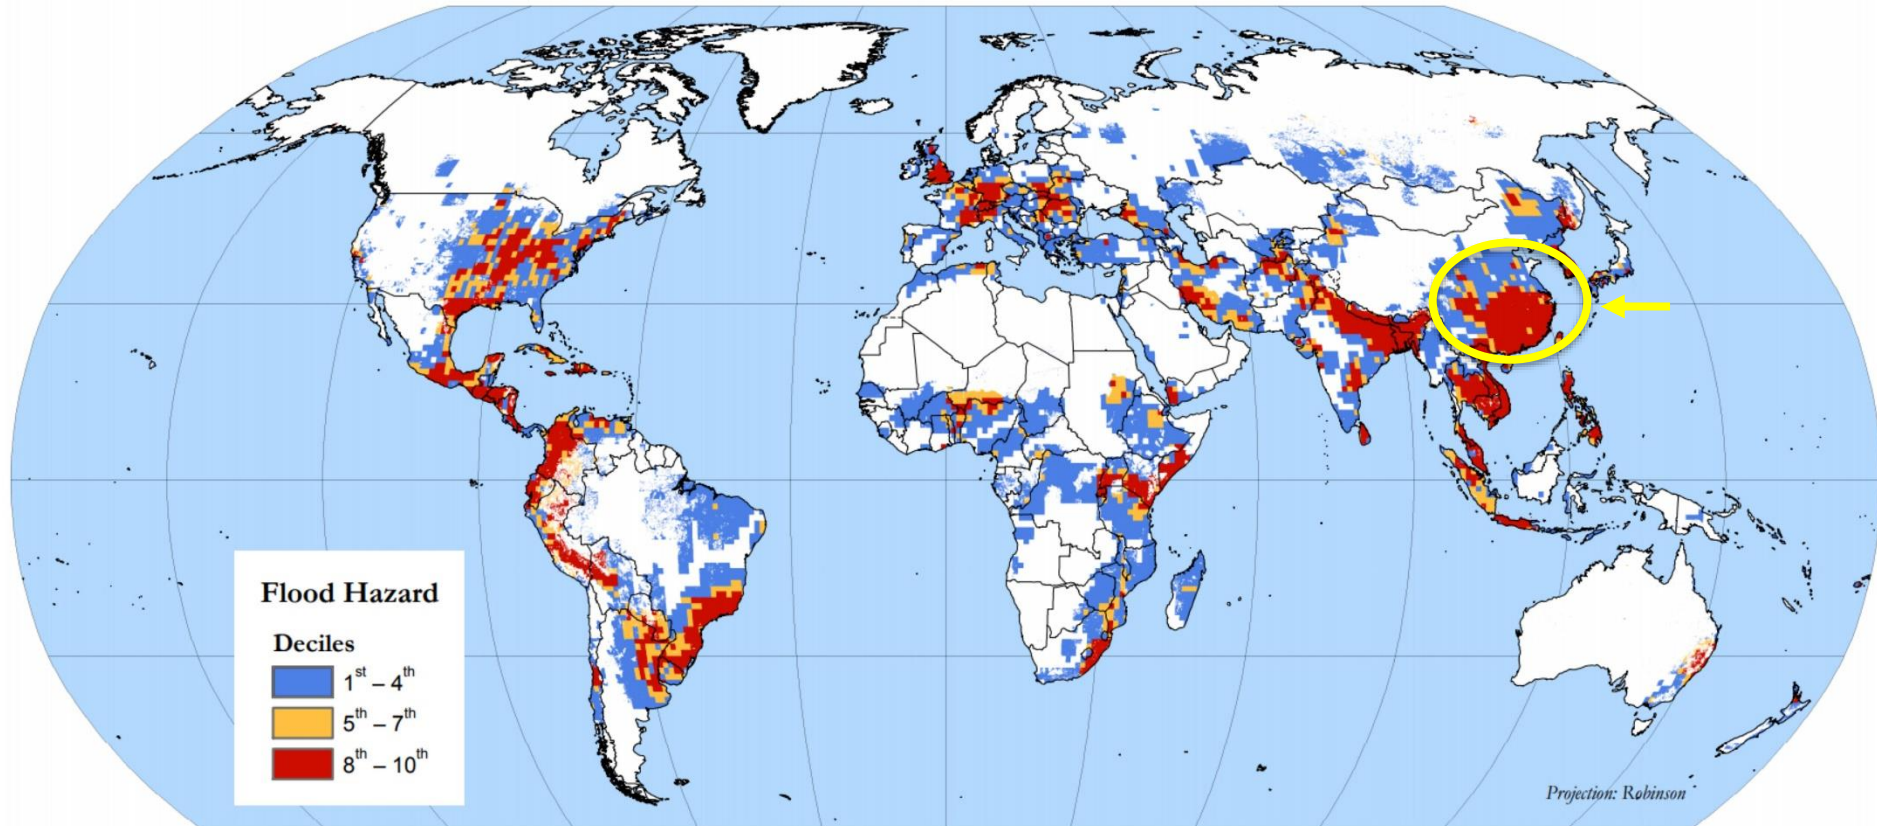 Flood Hazard
Deciles
1st – 4th
5th – 7th
8th – 10th
Projection: Robinson